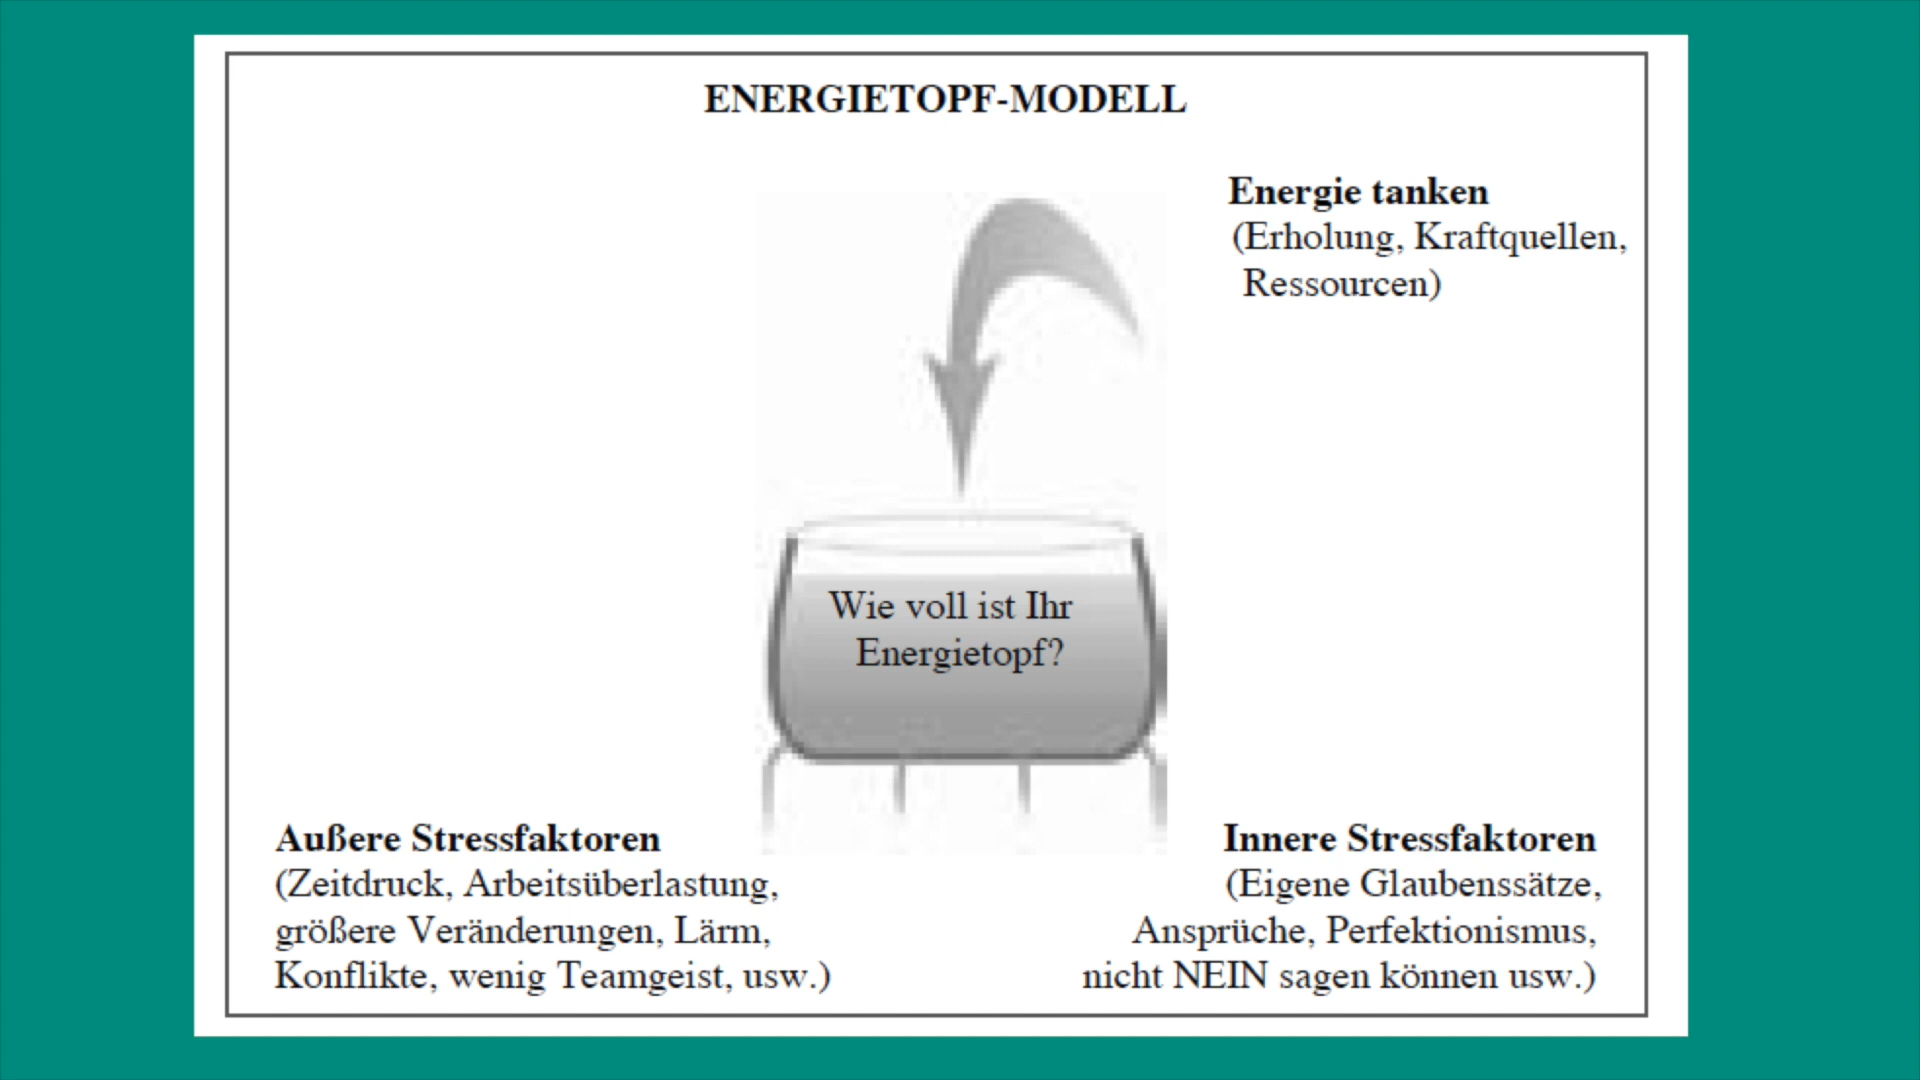 ENERGIETOPF-MODELL
Energie tanken
(Erholung, Kraftquellen,
Ressourcen)
Wie voll ist Ihr
Energietopf?
Außere Stressfaktoren
(Zeitdruck, Arbeitsüberlastung,
größere Veränderungen, Lärm,
Konflikte, wenig Teamgeist, usw.)
Innere Stressfaktoren
(Eigene Glaubenssätze,
Ansprüche, Perfektionismus,
nicht NEIN sagen können usw.)